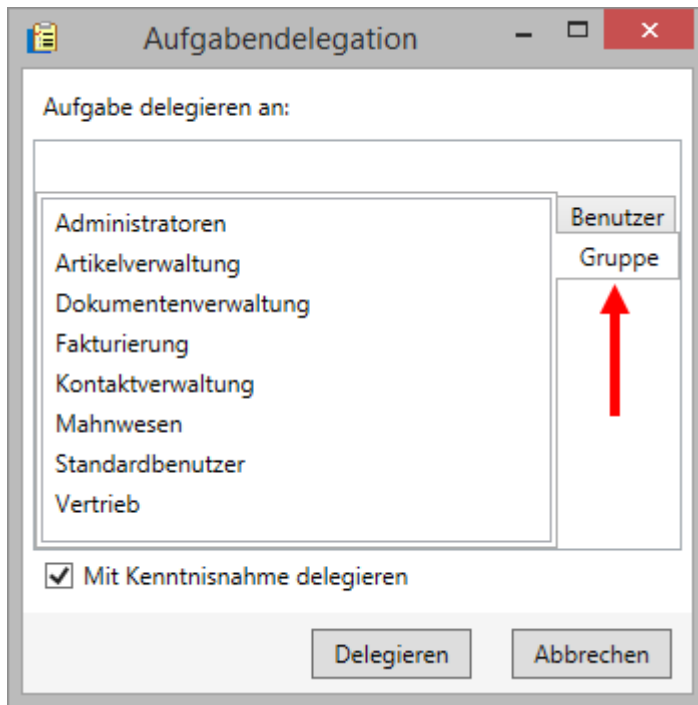 Aufgabendelegation
Aufgabe delegieren an:
Administratoren
Artikelverwaltung
Dokumentenverwaltung
Fakturierung
Kontaktverwaltung
Mahnwesen
Standardbenutzer
Vertrieb
Benutzer
Gruppe
Mit Kenntnisnahme delegieren
Delegieren
Abbrechen